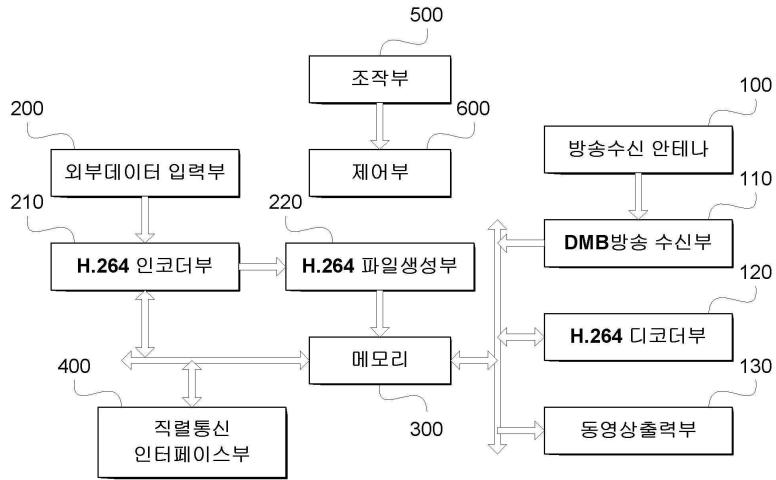 500
조작부
200
600
100
외부데이터 입력부
제어부
방송수신 안테나
210
220
110
H.264 인코더부
H.264 파일생성부
DMB방송 수신부
120
H.264 디코더부
메모리
400
300
130
직렬통신
인터페이스부
동영상출력부